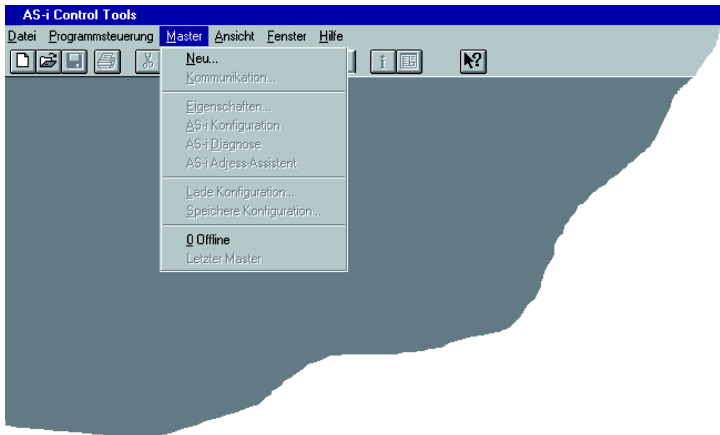 AS-i Control Tools
Datei Programmsteuerung Master Ansicht Fenster Hilfe
Neu...
Kommunikation...
Eigenschaften...
AS-i Konfiguration
AS-i Diagnose
AS-i Adress-Assistent
Lade Konfiguration...
Speichere Konfiguration...
0 Offline
Letzter Master